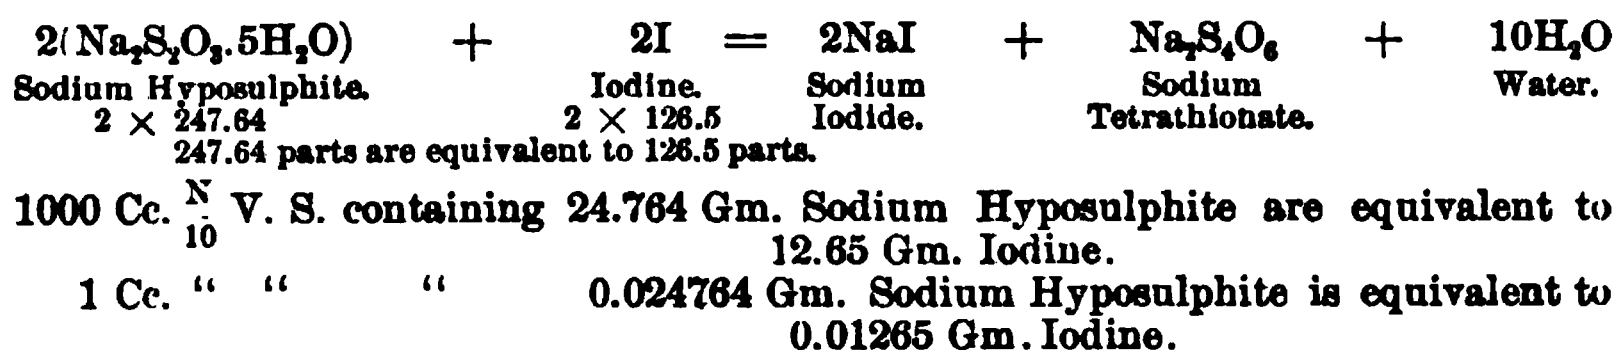 2(Na₂S₂O₃.5H₂O) + 2I = 2NaI + Na₂S₄O₆ + 10H₂O
Sodium Hyposulphite. Iodine. Sodium Sodium Water.
2 × 247.64 2 × 126.5 Iodide. Tetrathionate.
247.64 parts are equivalent to 126.5 parts.
1000 Cc. N/10 V. S. containing 24.764 Gm. Sodium Hyposulphite are equivalent to
12.65 Gm. Iodine.
1 Cc. “ “ “ 0.024764 Gm. Sodium Hyposulphite is equivalent to
0.01265 Gm. Iodine.